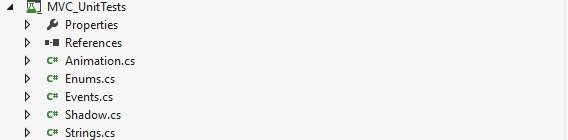 MVC_UnitTests
Properties
References
C# Animation.cs
C# Enums.cs
C# Events.cs
C# Shadow.cs
C# Strings.cs